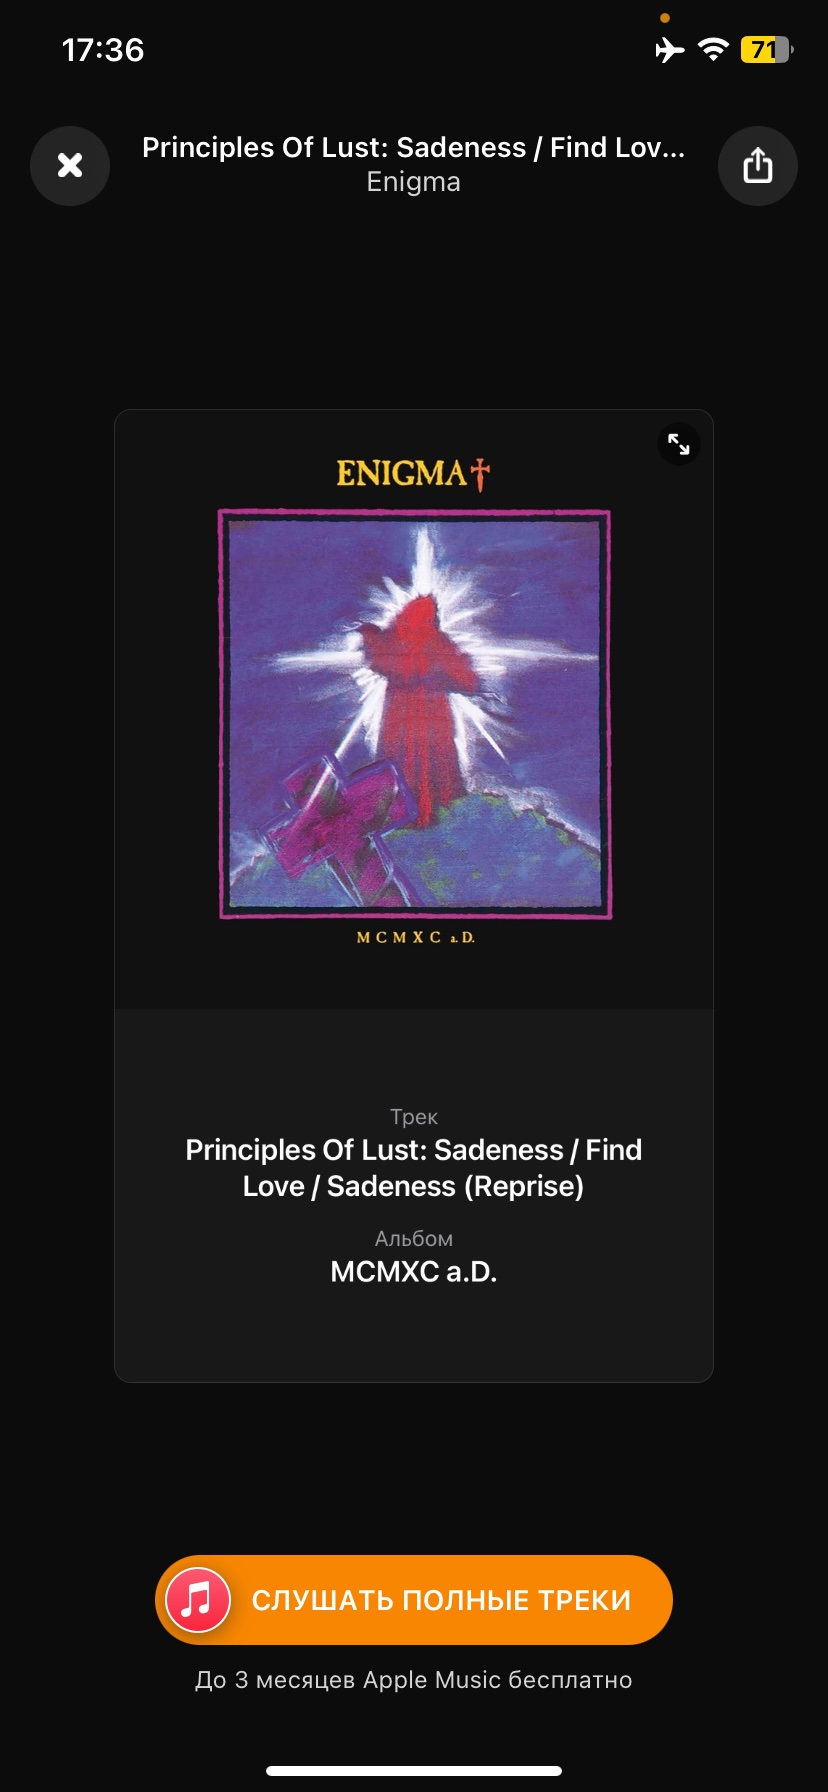 17:36
71
Principles Of Lust: Sadeness / Find Lov...
Enigma
ENIGMA
MCMXC a.D.
Трек
Principles Of Lust: Sadeness / Find
Love / Sadeness (Reprise)
Альбом
MCMXC a.D.
СЛУШАТЬ ПОЛНЫЕ ТРЕКИ
До 3 месяцев Apple Music бесплатно